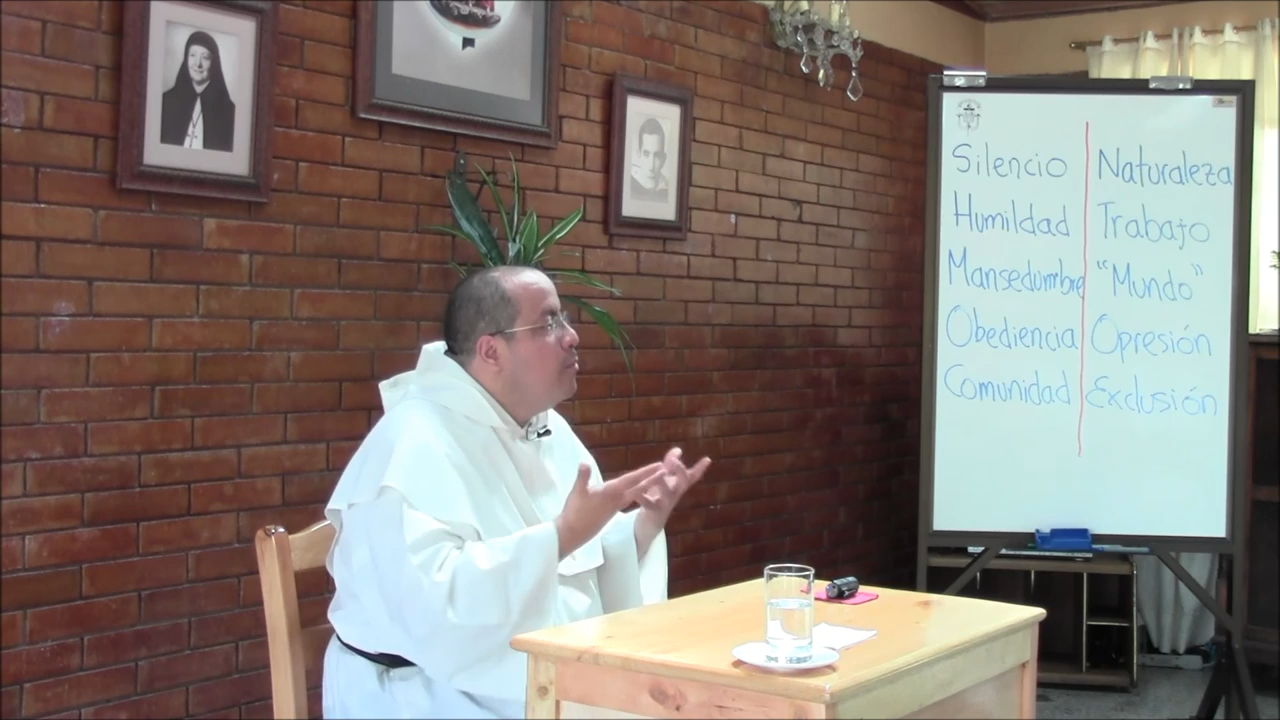 Silencio Naturaleza
Humildad Trabajo
Mansedumbre "Mundo"
Obediencia Opresión
Comunidad Exclusión